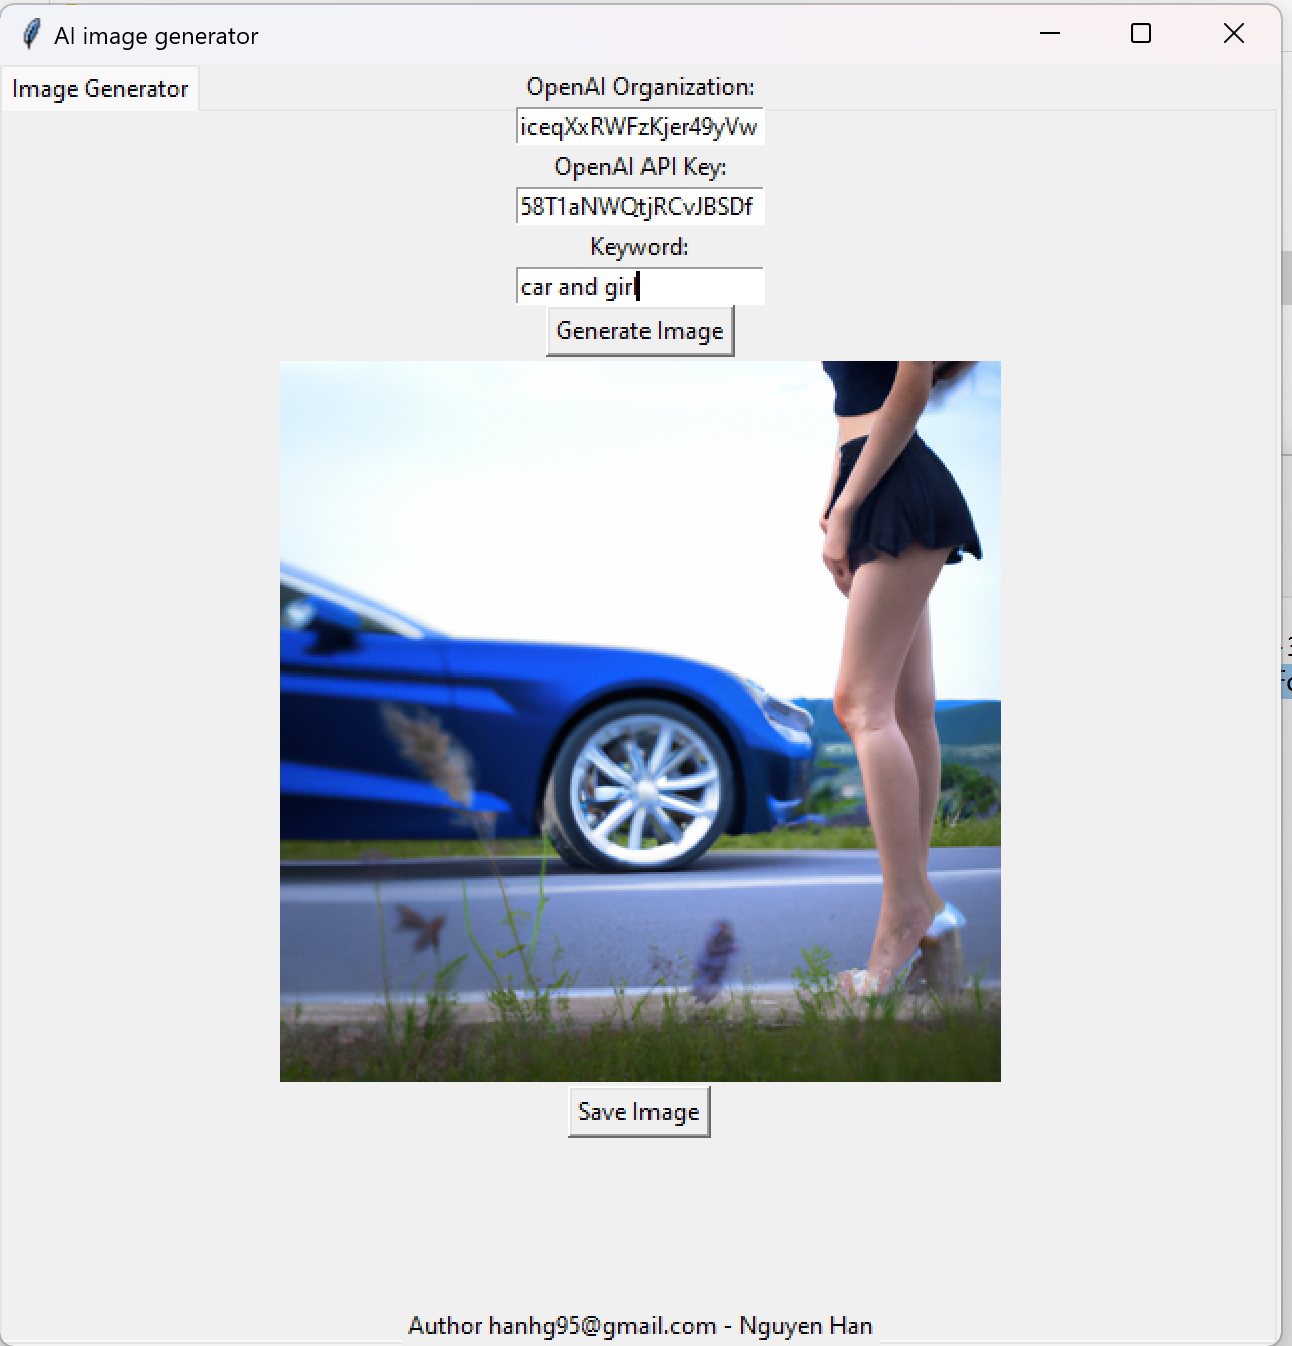 AI image generator
Image Generator
OpenAI Organization:
iceqXxRWFzKjer49yVw
OpenAI API Key:
58T1aNWQtjRCvJBSDf
Keyword:
car and girl
Generate Image
Save Image
Author hanhg95@gmail.com - Nguyen Han